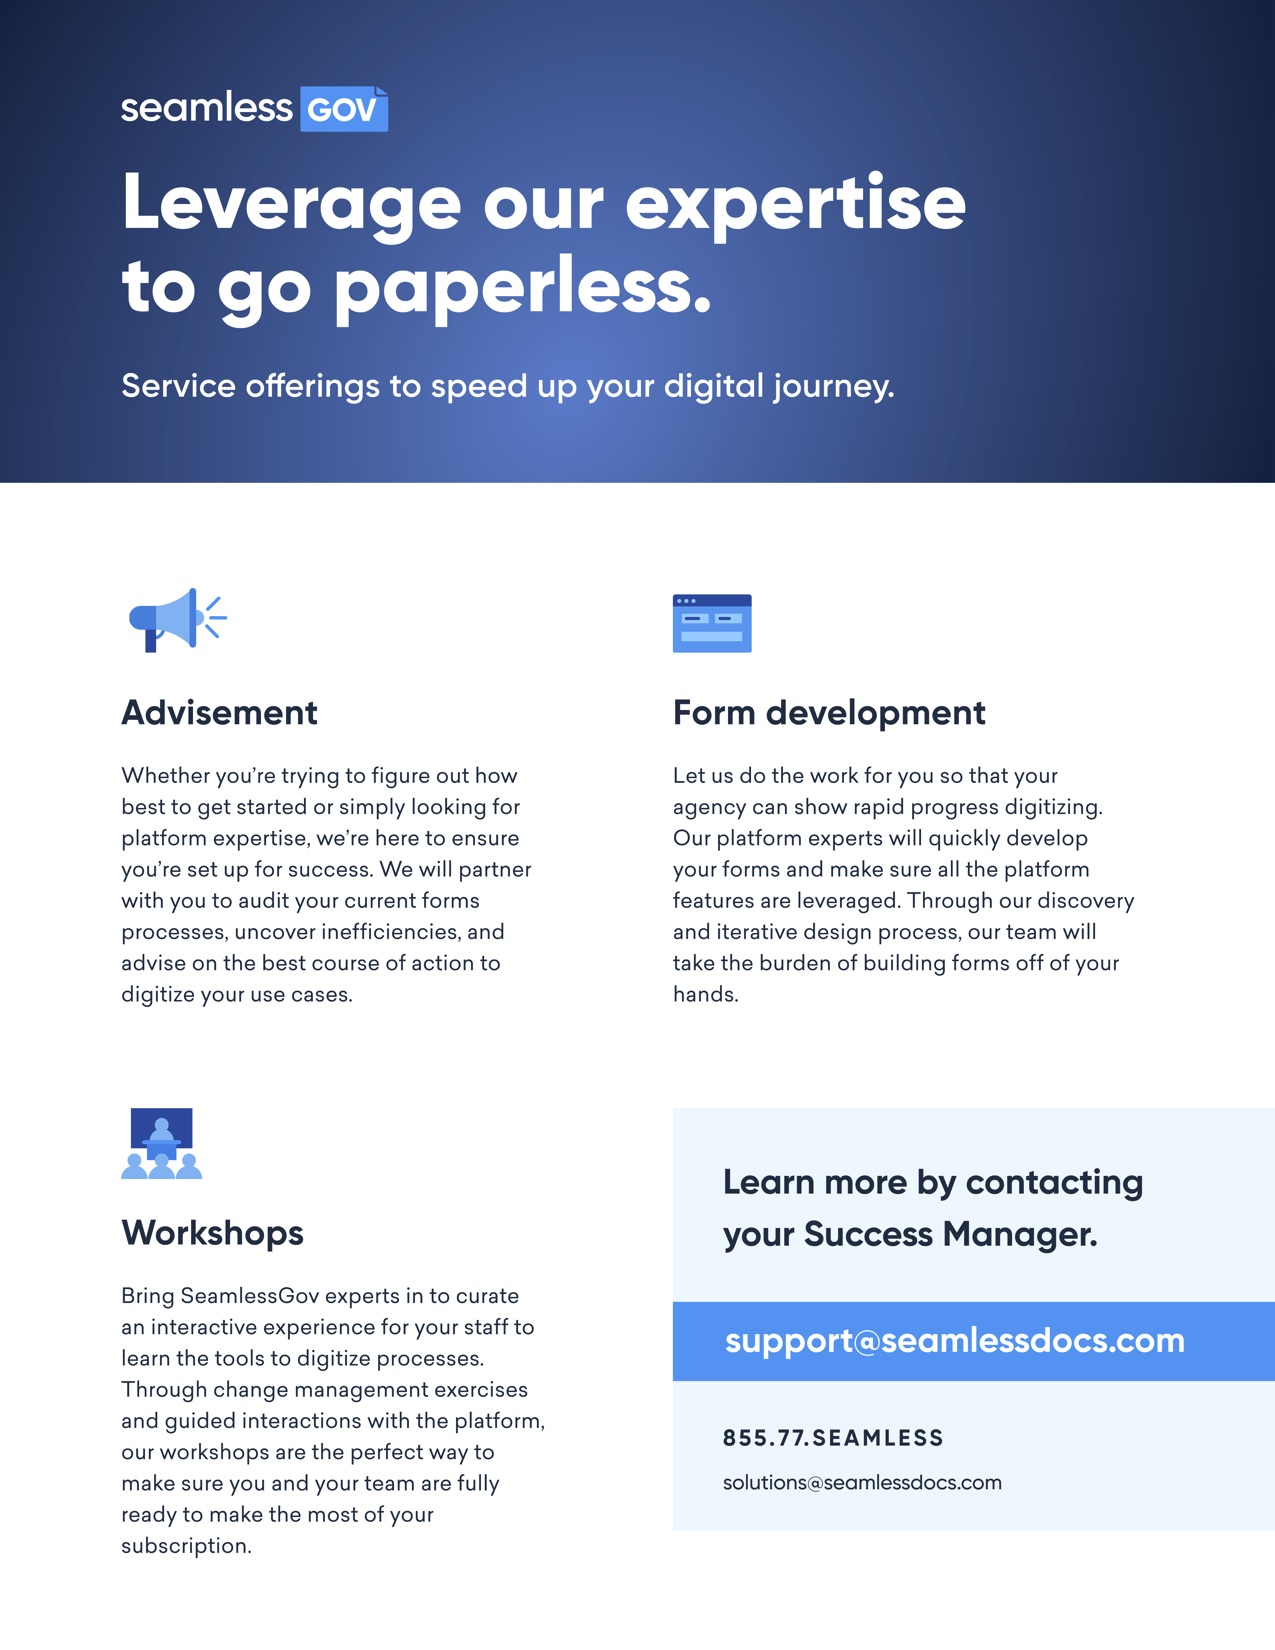 seamless GOV
Leverage our expertise
to go paperless.
Service offerings to speed up your digital journey.
Advisement
Whether you’re trying to figure out how
best to get started or simply looking for
platform expertise, we’re here to ensure
you’re set up for success. We will partner
with you to audit your current forms
processes, uncover inefficiencies, and
advise on the best course of action to
digitize your use cases.
Form development
Let us do the work for you so that your
agency can show rapid progress digitizing.
Our platform experts will quickly develop
your forms and make sure all the platform
features are leveraged. Through our discovery
and iterative design process, our team will
take the burden of building forms off of your
hands.
Workshops
Bring SeamlessGov experts in to curate
an interactive experience for your staff to
learn the tools to digitize processes.
Through change management exercises
and guided interactions with the platform,
our workshops are the perfect way to
make sure you and your team are fully
ready to make the most of your
subscription.
Learn more by contacting
your Success Manager.
support@seamlessdocs.com
855.77.SEAMLESS
solutions@seamlessdocs.com